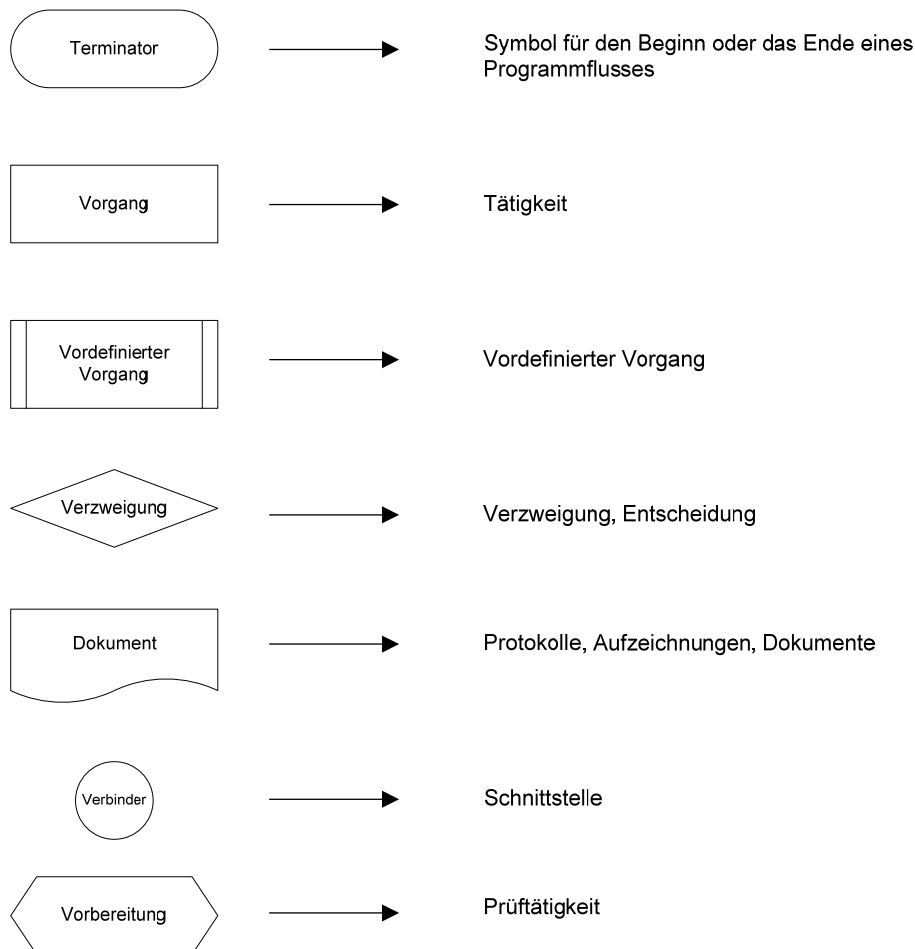 Terminator
Symbol für den Beginn oder das Ende eines
Programmflusses
Vorgang
Tätigkeit
Vordefinierter
Vorgang
Vordefinierter Vorgang
Verzweigung
Verzweigung, Entscheidung
Dokument
Protokolle, Aufzeichnungen, Dokumente
Verbinder
Schnittstelle
Vorbereitung
Prüftätigkeit